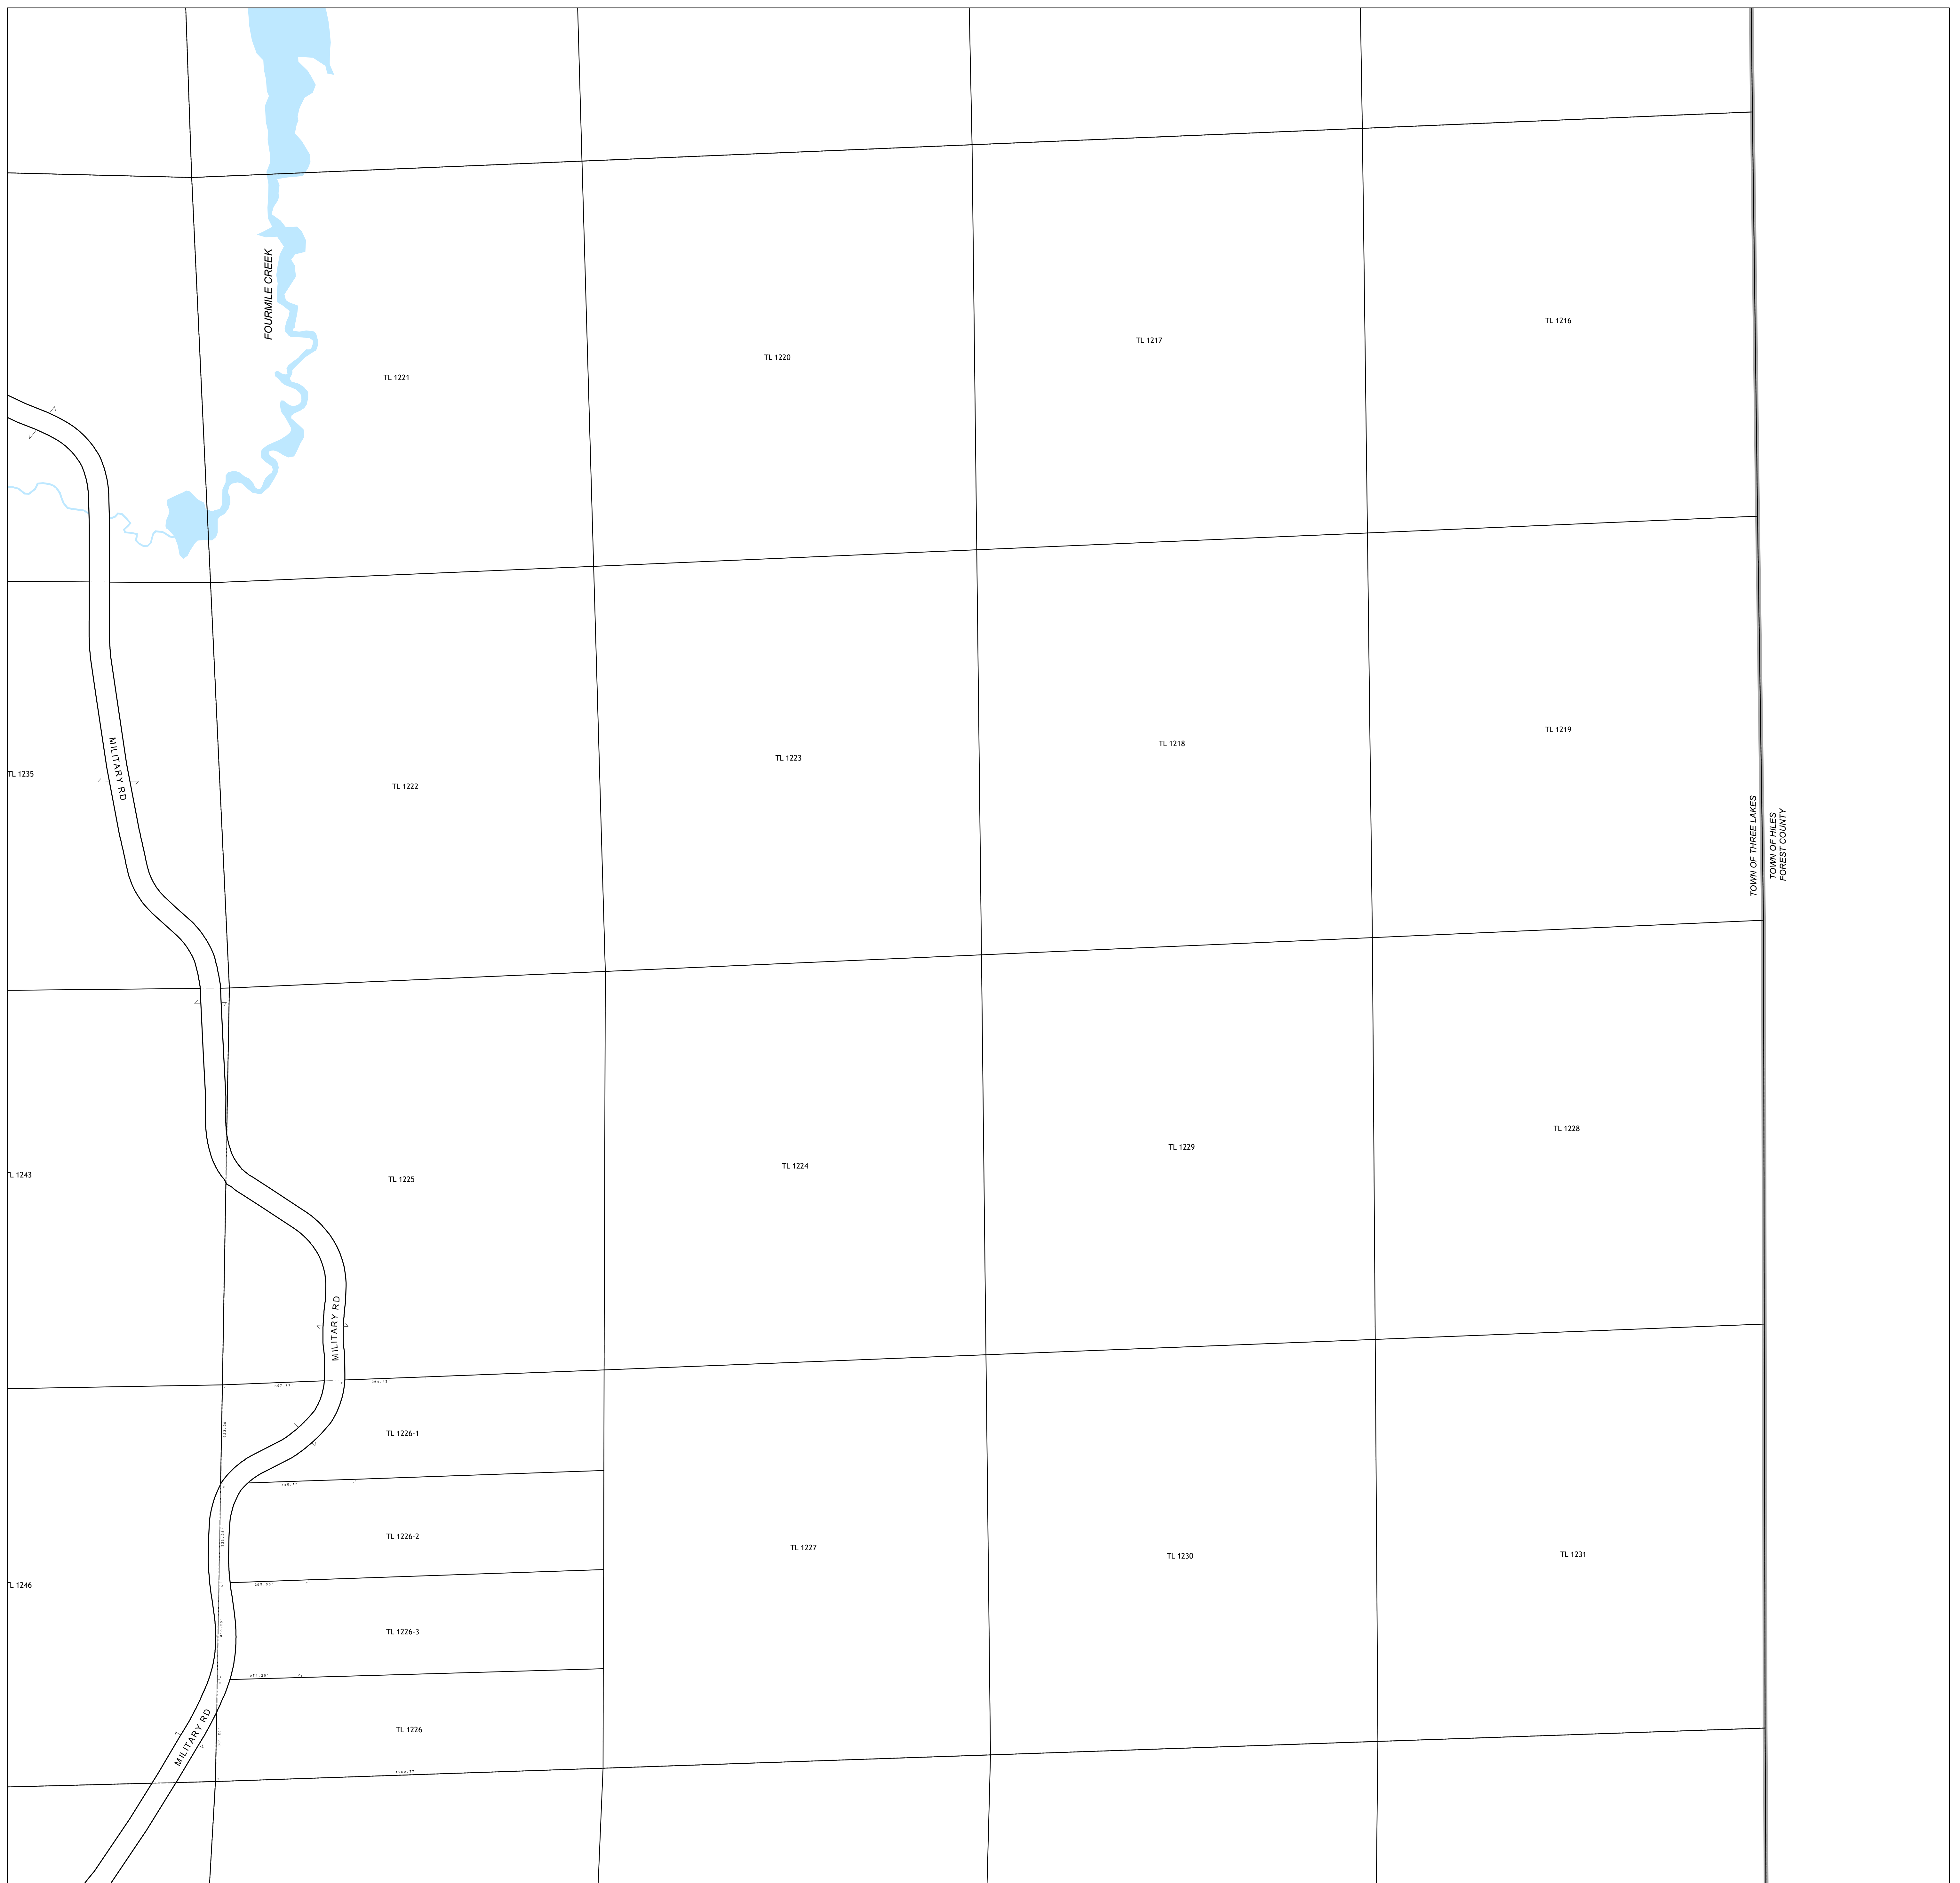 FOURMILE CREEK
TL 1216
TL 1217
TL 1220
TL 1221
TL 1219
TL 1218
TL 1223
MILITARY RD
TL 1235
TL 1222
TOWN OF THREE LAKES
TOWN OF HILES
FOREST COUNTY
TL 1228
TL 1229
TL 1224
TL 1243
TL 1225
MILITARY RD
TL 1226-1
TL 1226-2
TL 1227
TL 1230
TL 1231
TL 1246
TL 1226-3
MILITARY RD
TL 1226